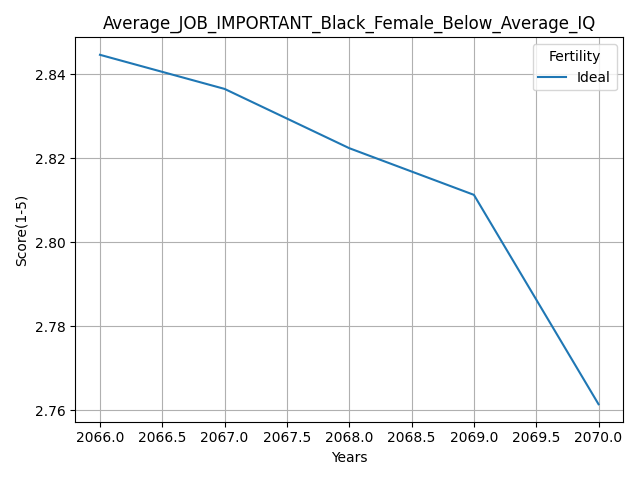 Average_JOB_IMPORTANT_Black_Female_Below_Average_IQ
Fertility
Ideal
2.84
2.82
2.80
2.78
2.76
Score(1-5)
2066.0 2066.5 2067.0 2067.5 2068.0 2068.5 2069.0 2069.5 2070.0
Years